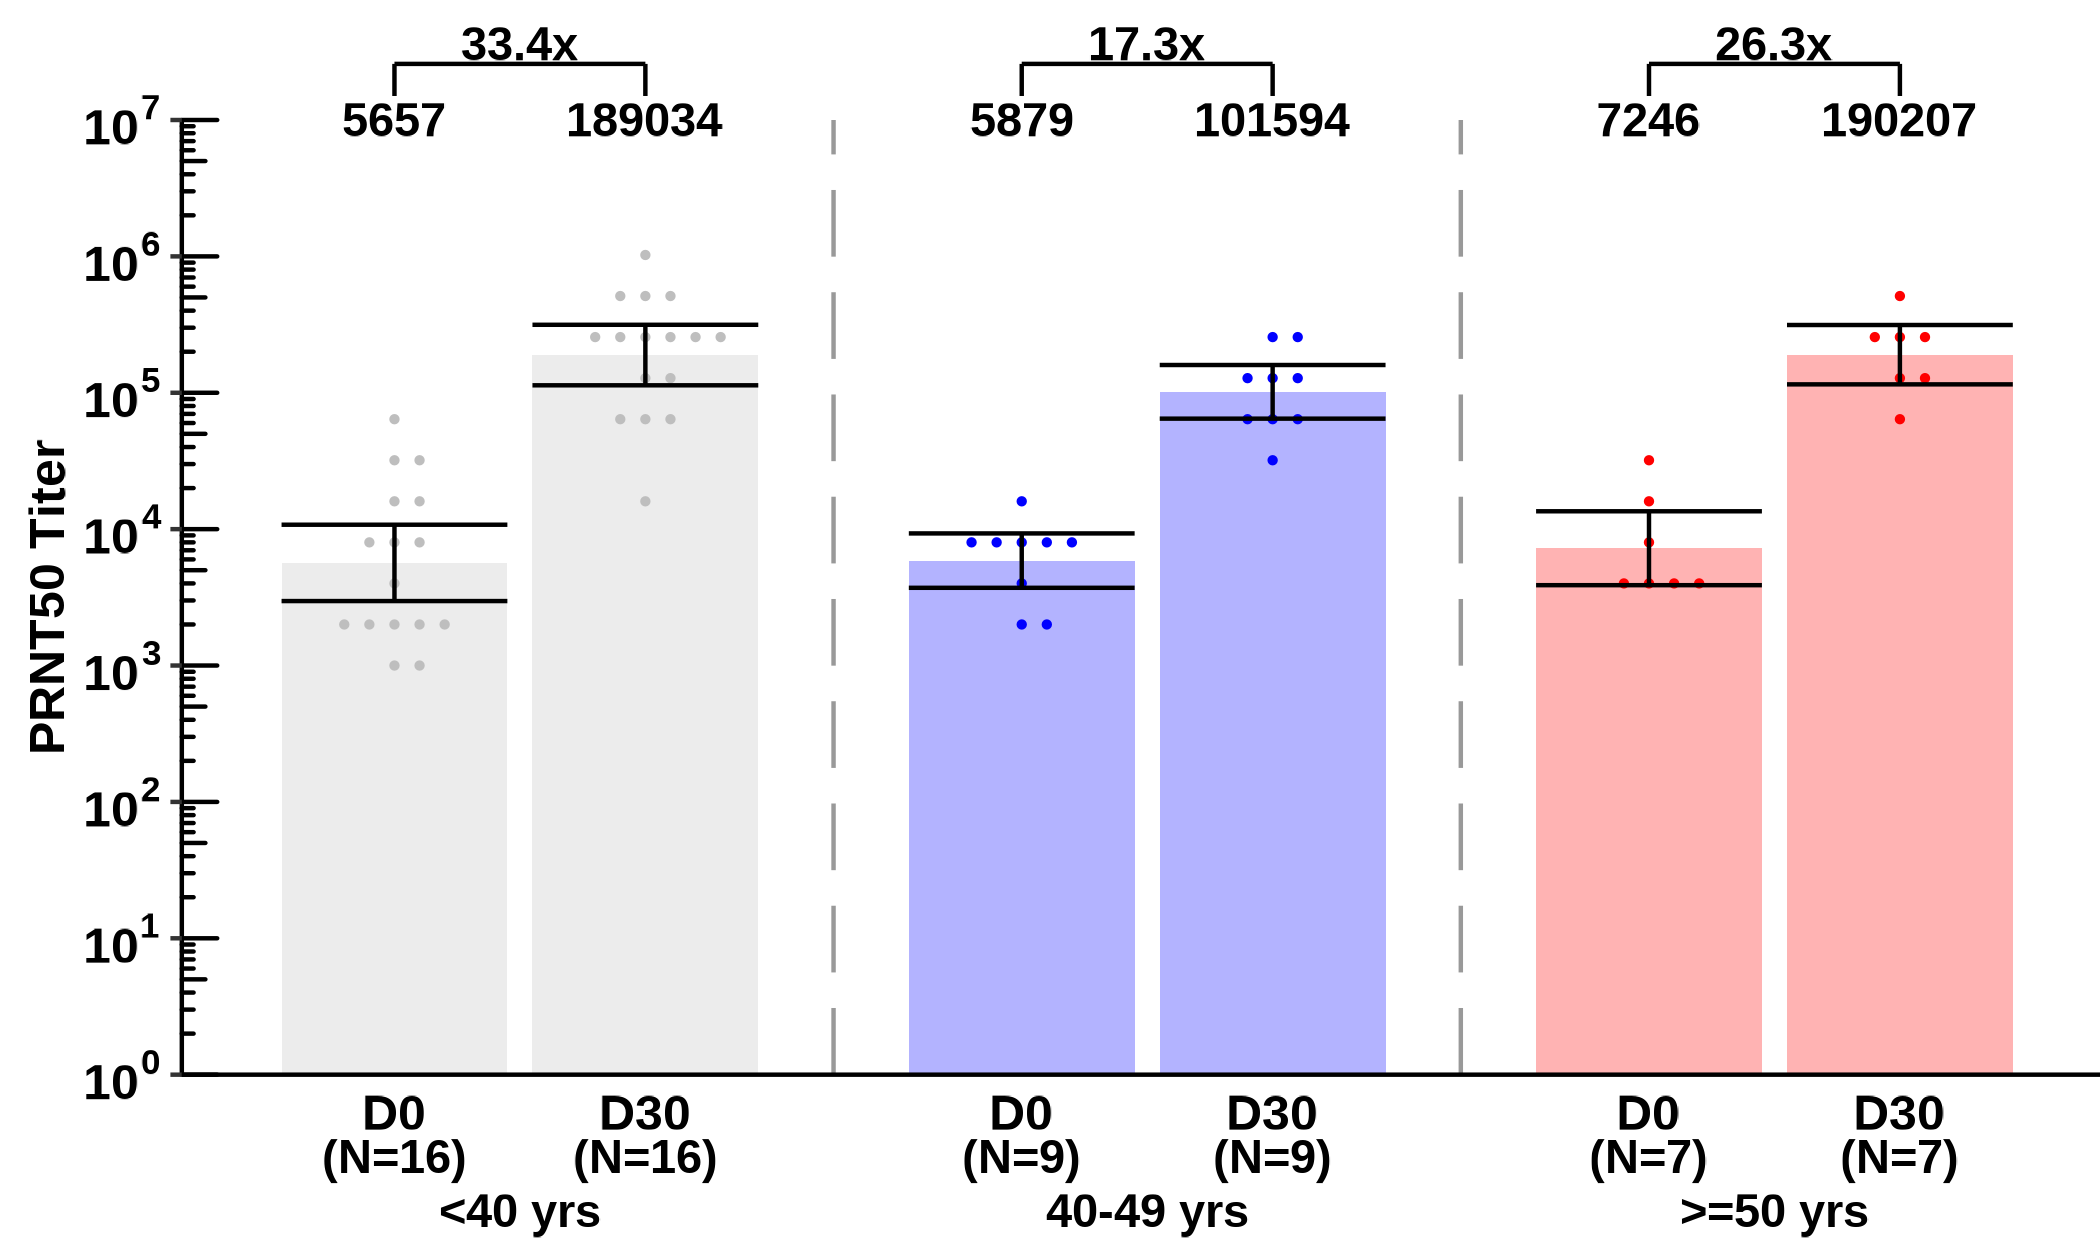 33.4x 17.3x 26.3x
5657 189034 5879 101594 7246 190207
10^7
10^6
10^5
10^4
10^3
10^2
10^1
10^0
PRNT50 Titer
D0 D30 D0 D30 D0 D30
(N=16) (N=16) (N=9) (N=9) (N=7) (N=7)
<40 yrs 40-49 yrs >=50 yrs